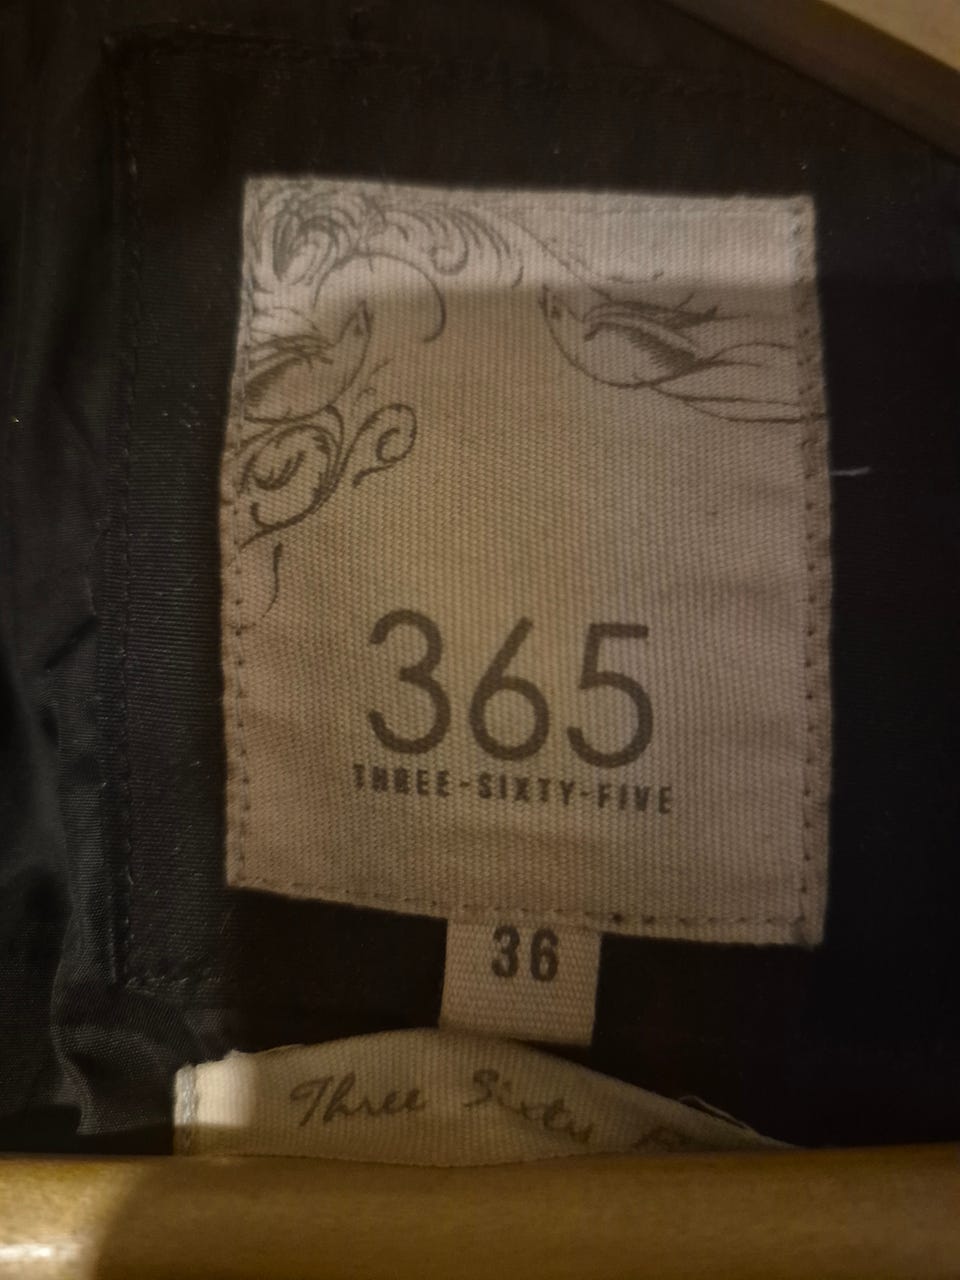 365
THREE-SIXTY-FIVE
36
Three Sixty